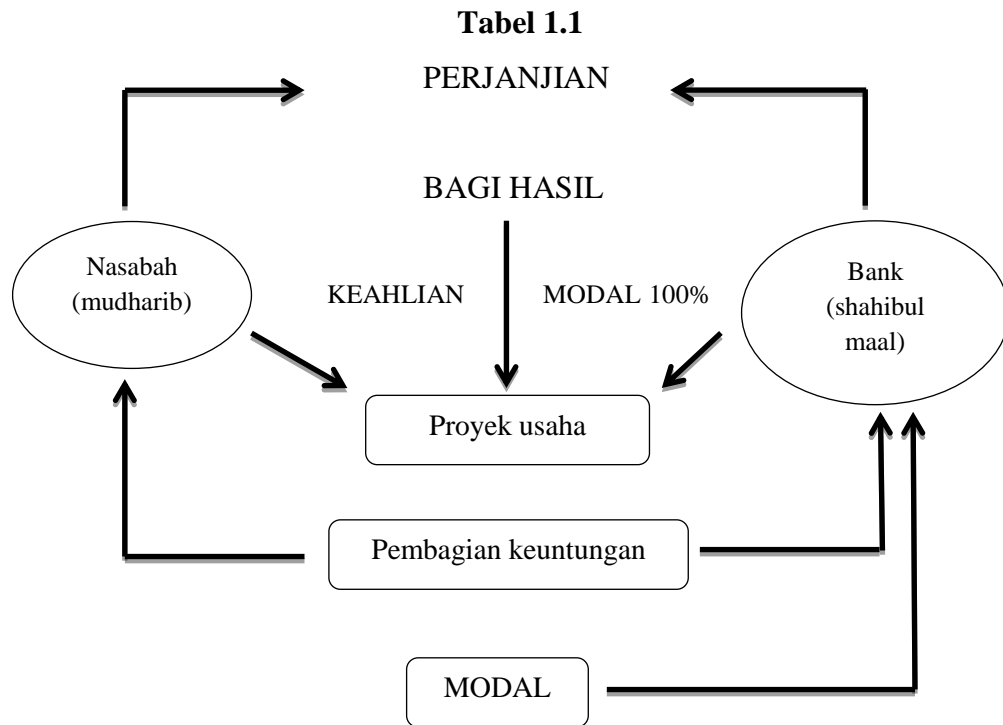 Tabel 1.1
PERJANJIAN
BAGI HASIL
Nasabah
(mudharib)
KEAHLIAN
MODAL 100%
Bank
(shahibul
maal)
Proyek usaha
Pembagian keuntungan
MODAL